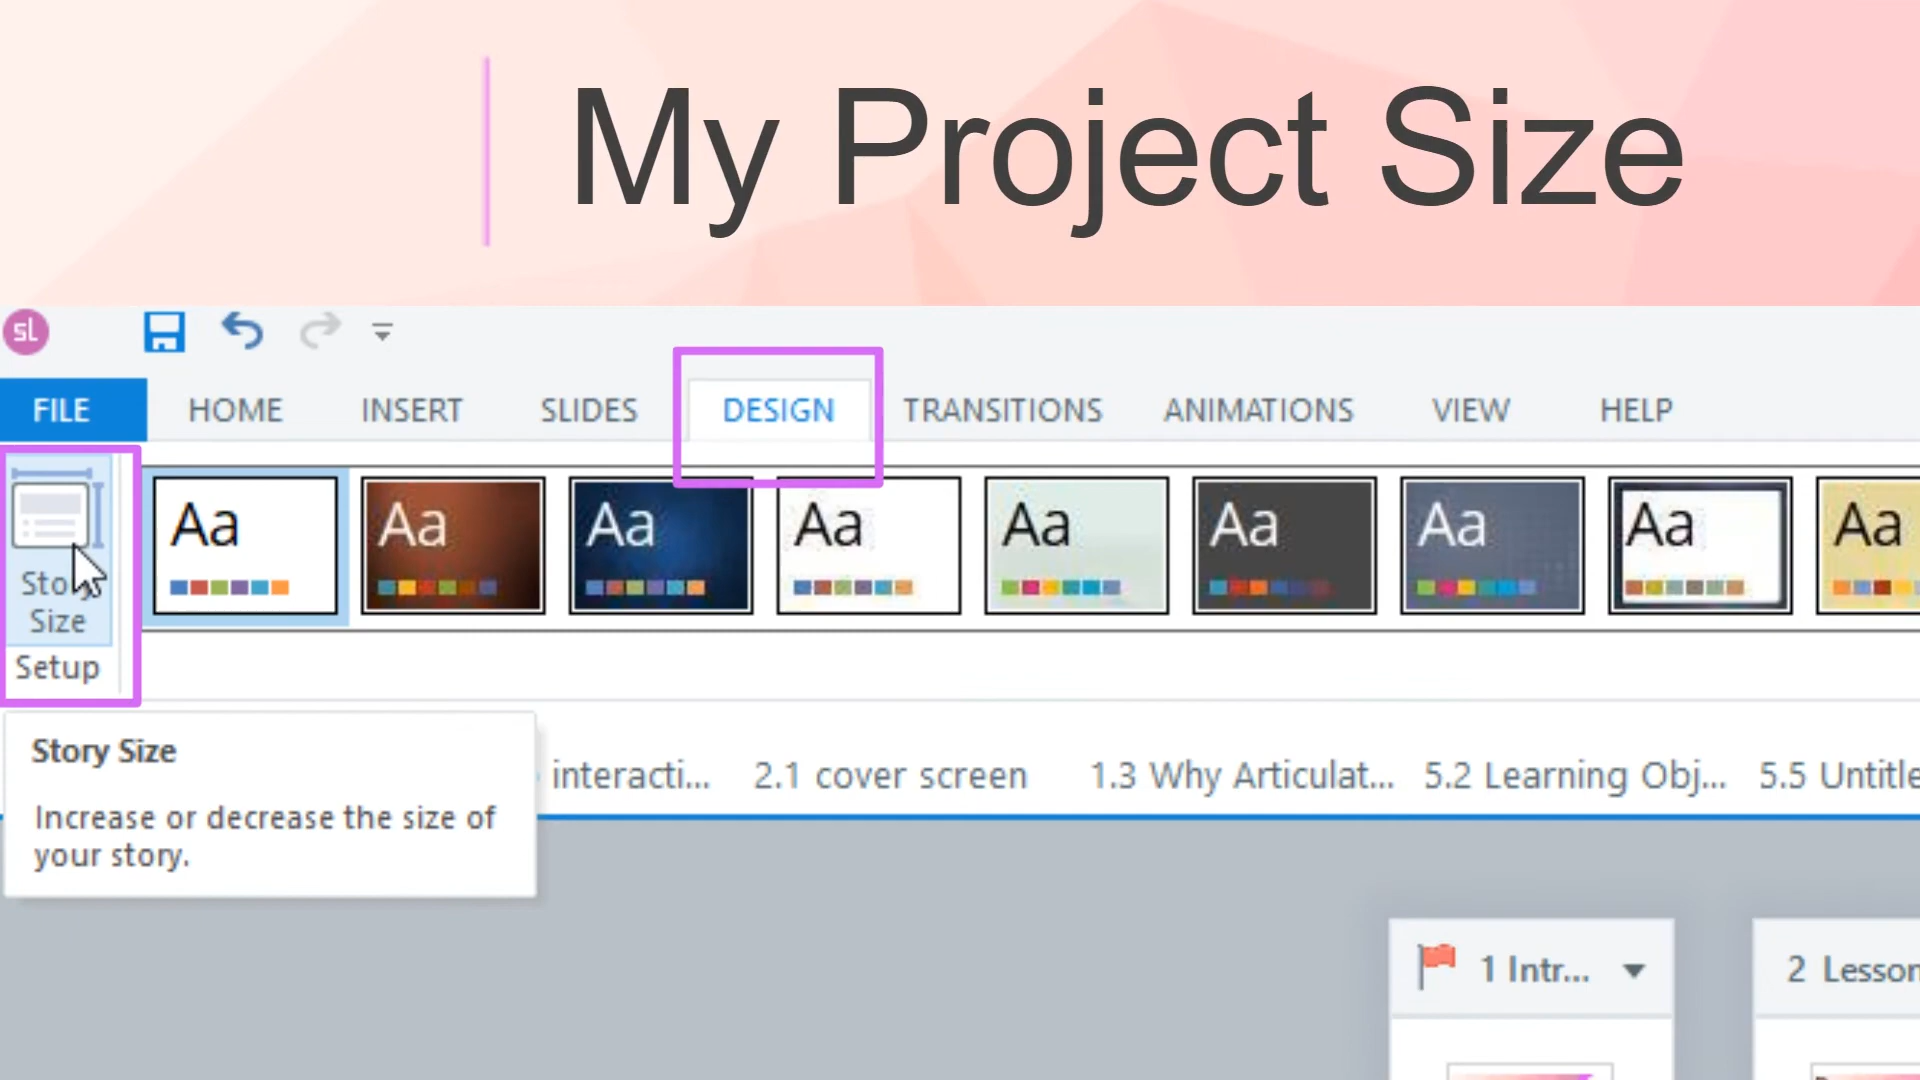 My Project Size
sl
FILE HOME INSERT SLIDES DESIGN TRANSITIONS ANIMATIONS VIEW HELP
Aa Aa Aa Aa Aa Aa Aa Aa Aa
Story
Size
Setup
Story Size
Increase or decrease the size of
your story.
interacti... 2.1 cover screen 1.3 Why Articulat... 5.2 Learning Obj... 5.5 Untitle
1 Intr... 2 Lesson